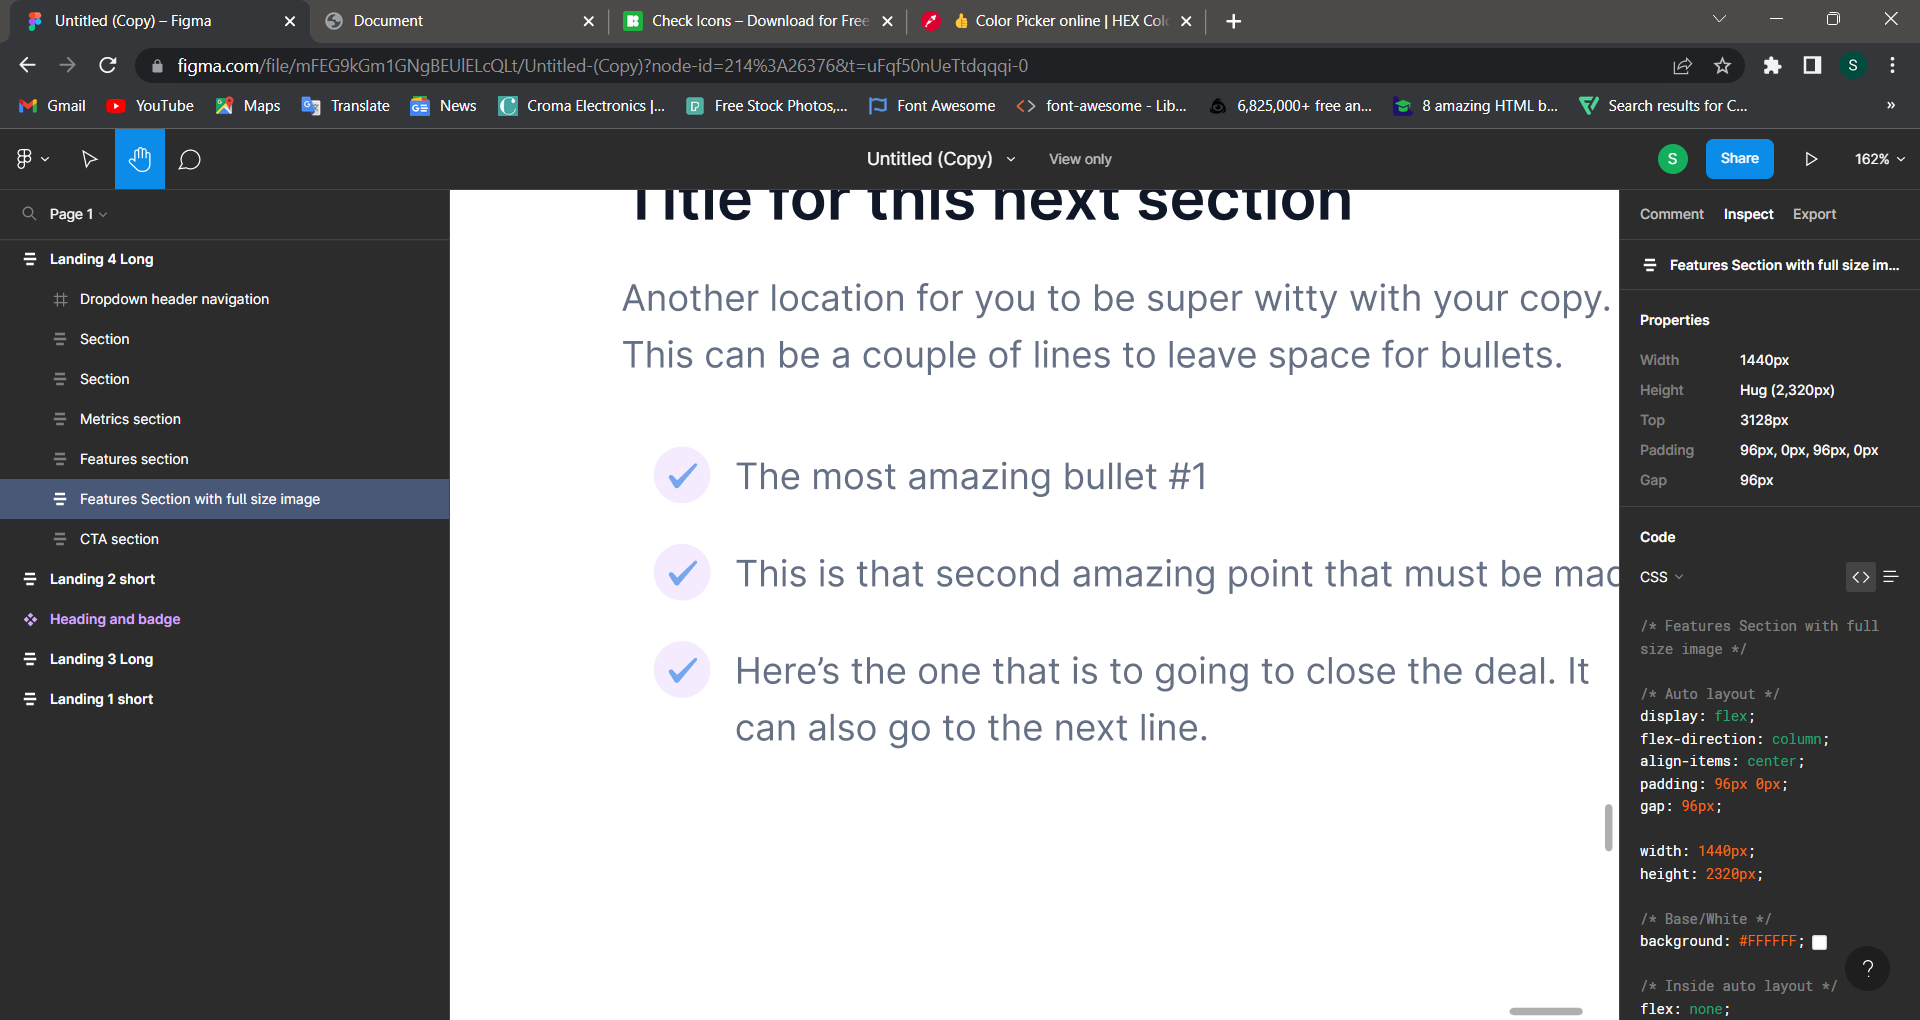 Untitled (Copy) – Figma
Document
Check Icons – Download for Free
👍 Color Picker online | HEX Colo
figma.com/file/mFEG9kGm1GNgBEUlELcQLt/Untitled-(Copy)?node-id=214%3A26376&t=uFqf50nUeTtdqqqi-0
S
Gmail
YouTube
Maps
Translate
News
Croma Electronics |...
Free Stock Photos,...
Font Awesome
font-awesome - Lib...
6,825,000+ free an...
8 amazing HTML b...
Search results for C...
»
Untitled (Copy)
View only
S
Share
162%
Page 1
Landing 4 Long
Dropdown header navigation
Section
Section
Metrics section
Features section
Features Section with full size image
CTA section
Landing 2 short
Heading and badge
Landing 3 Long
Landing 1 short
Title for this next section
Another location for you to be super witty with your copy.
This can be a couple of lines to leave space for bullets.
The most amazing bullet #1
This is that second amazing point that must be mad
Here’s the one that is to going to close the deal. It
can also go to the next line.
Comment Inspect Export
Features Section with full size im...
Properties
Width 1440px
Height Hug (2,320px)
Top 3128px
Padding 96px, 0px, 96px, 0px
Gap 96px
Code
CSS
/* Features Section with full
size image */
/* Auto layout */
display: flex;
flex-direction: column;
align-items: center;
padding: 96px 0px;
gap: 96px;
width: 1440px;
height: 2320px;
/* Base/White */
background: #FFFFFF;
/* Inside auto layout */
flex: none;
?